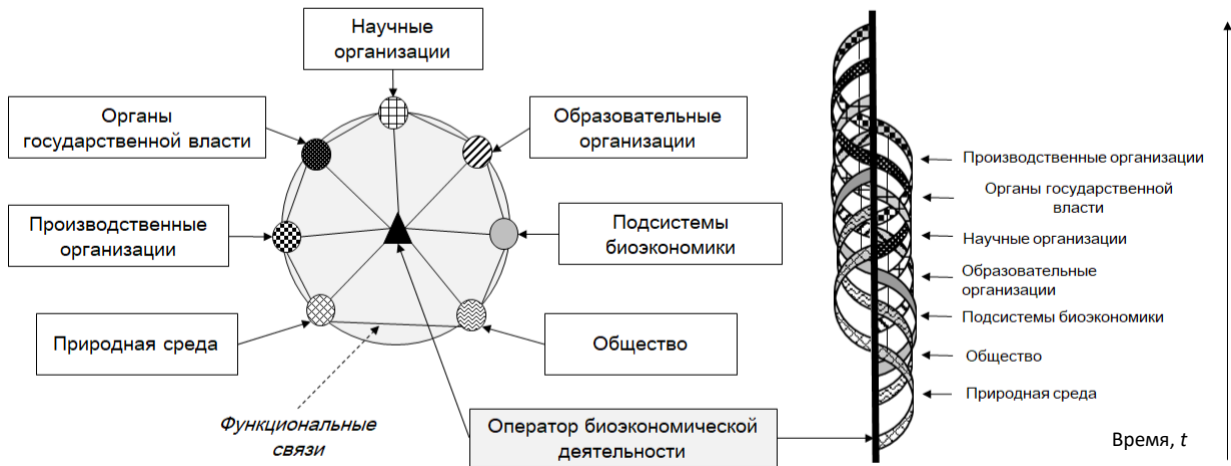 Научные
организации
Органы
государственной власти
Образовательные
организации
Производственные
организации
Подсистемы
биоэкономики
Природная среда
Общество
Функциональные
связи
Оператор биоэкономической
деятельности
Производственные организации
Органы государственной
власти
Научные организации
Образовательные
организации
Подсистемы биоэкономики
Общество
Природная среда
Время, t